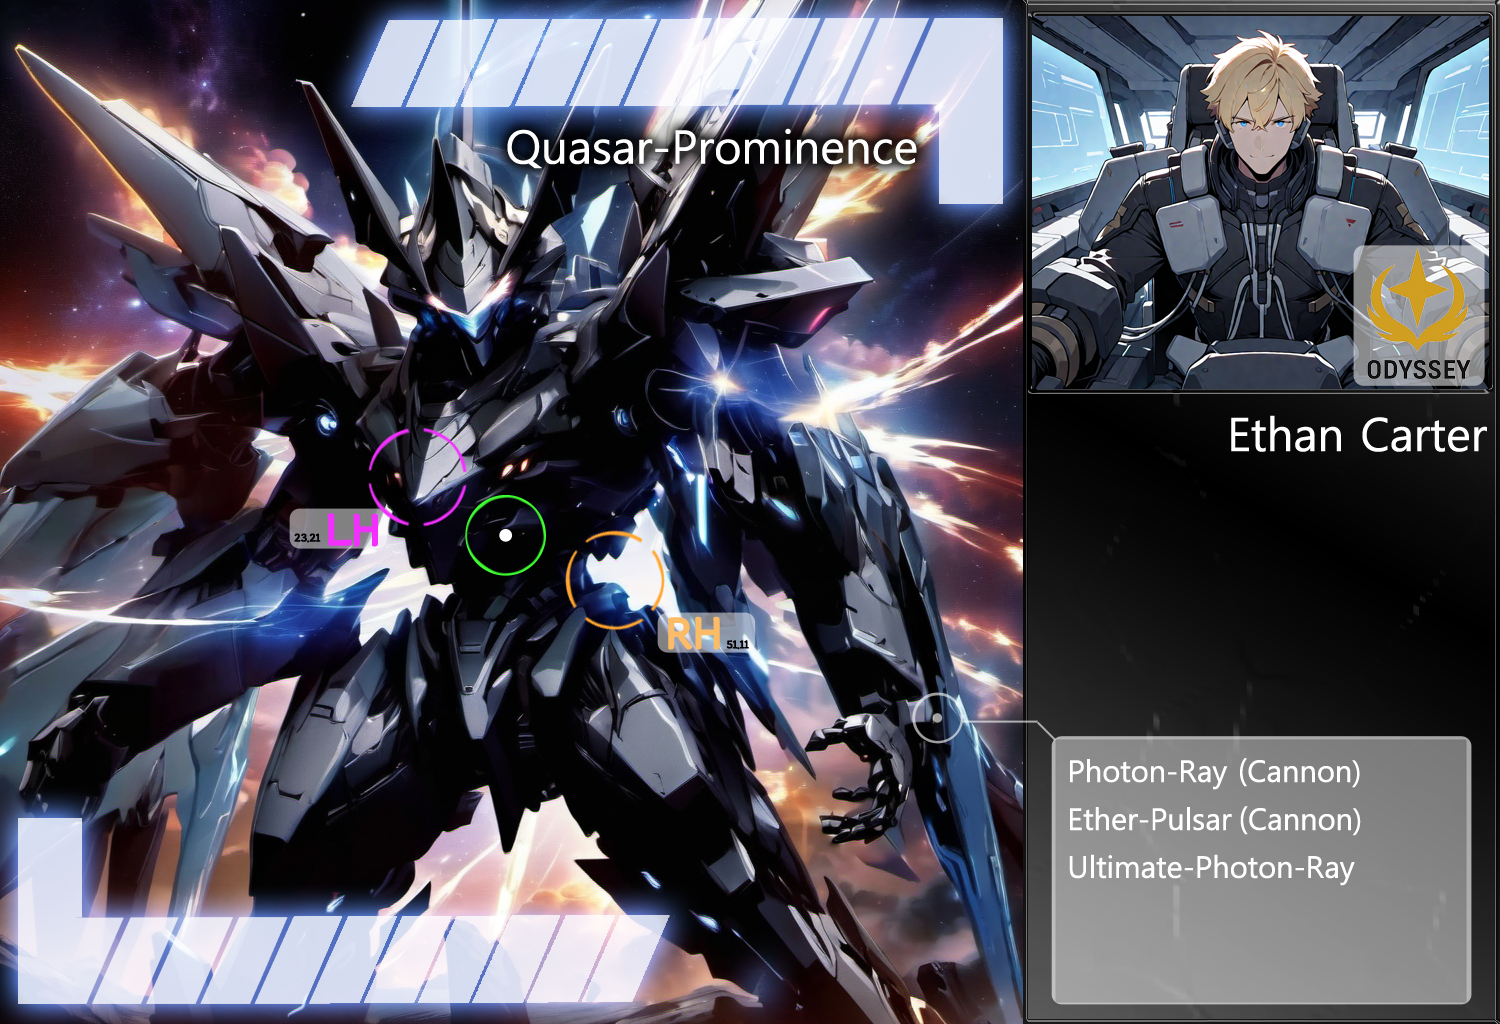 Quasar-Prominence
ODYSSEY
Ethan Carter
23,21 LH
RH 51,11
Photon-Ray (Cannon)
Ether-Pulsar (Cannon)
Ultimate-Photon-Ray